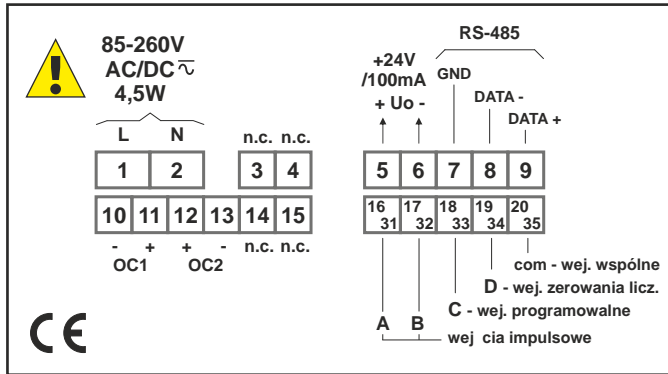 85-260V
AC/DC
4,5W
L N
n.c. n.c.
1 2 3 4
10 11 12 13 14 15
- + + - n.c. n.c.
OC1 OC2
CE
RS-485
+24V
/100mA
GND
+ Uo -
DATA -
DATA +
5 6 7 8 9
16 17 18 19 20
31 32 33 34 35
com - wej. wspólne
D - wej. zerowania licz.
C - wej. programowalne
A B
wej cia impulsowe